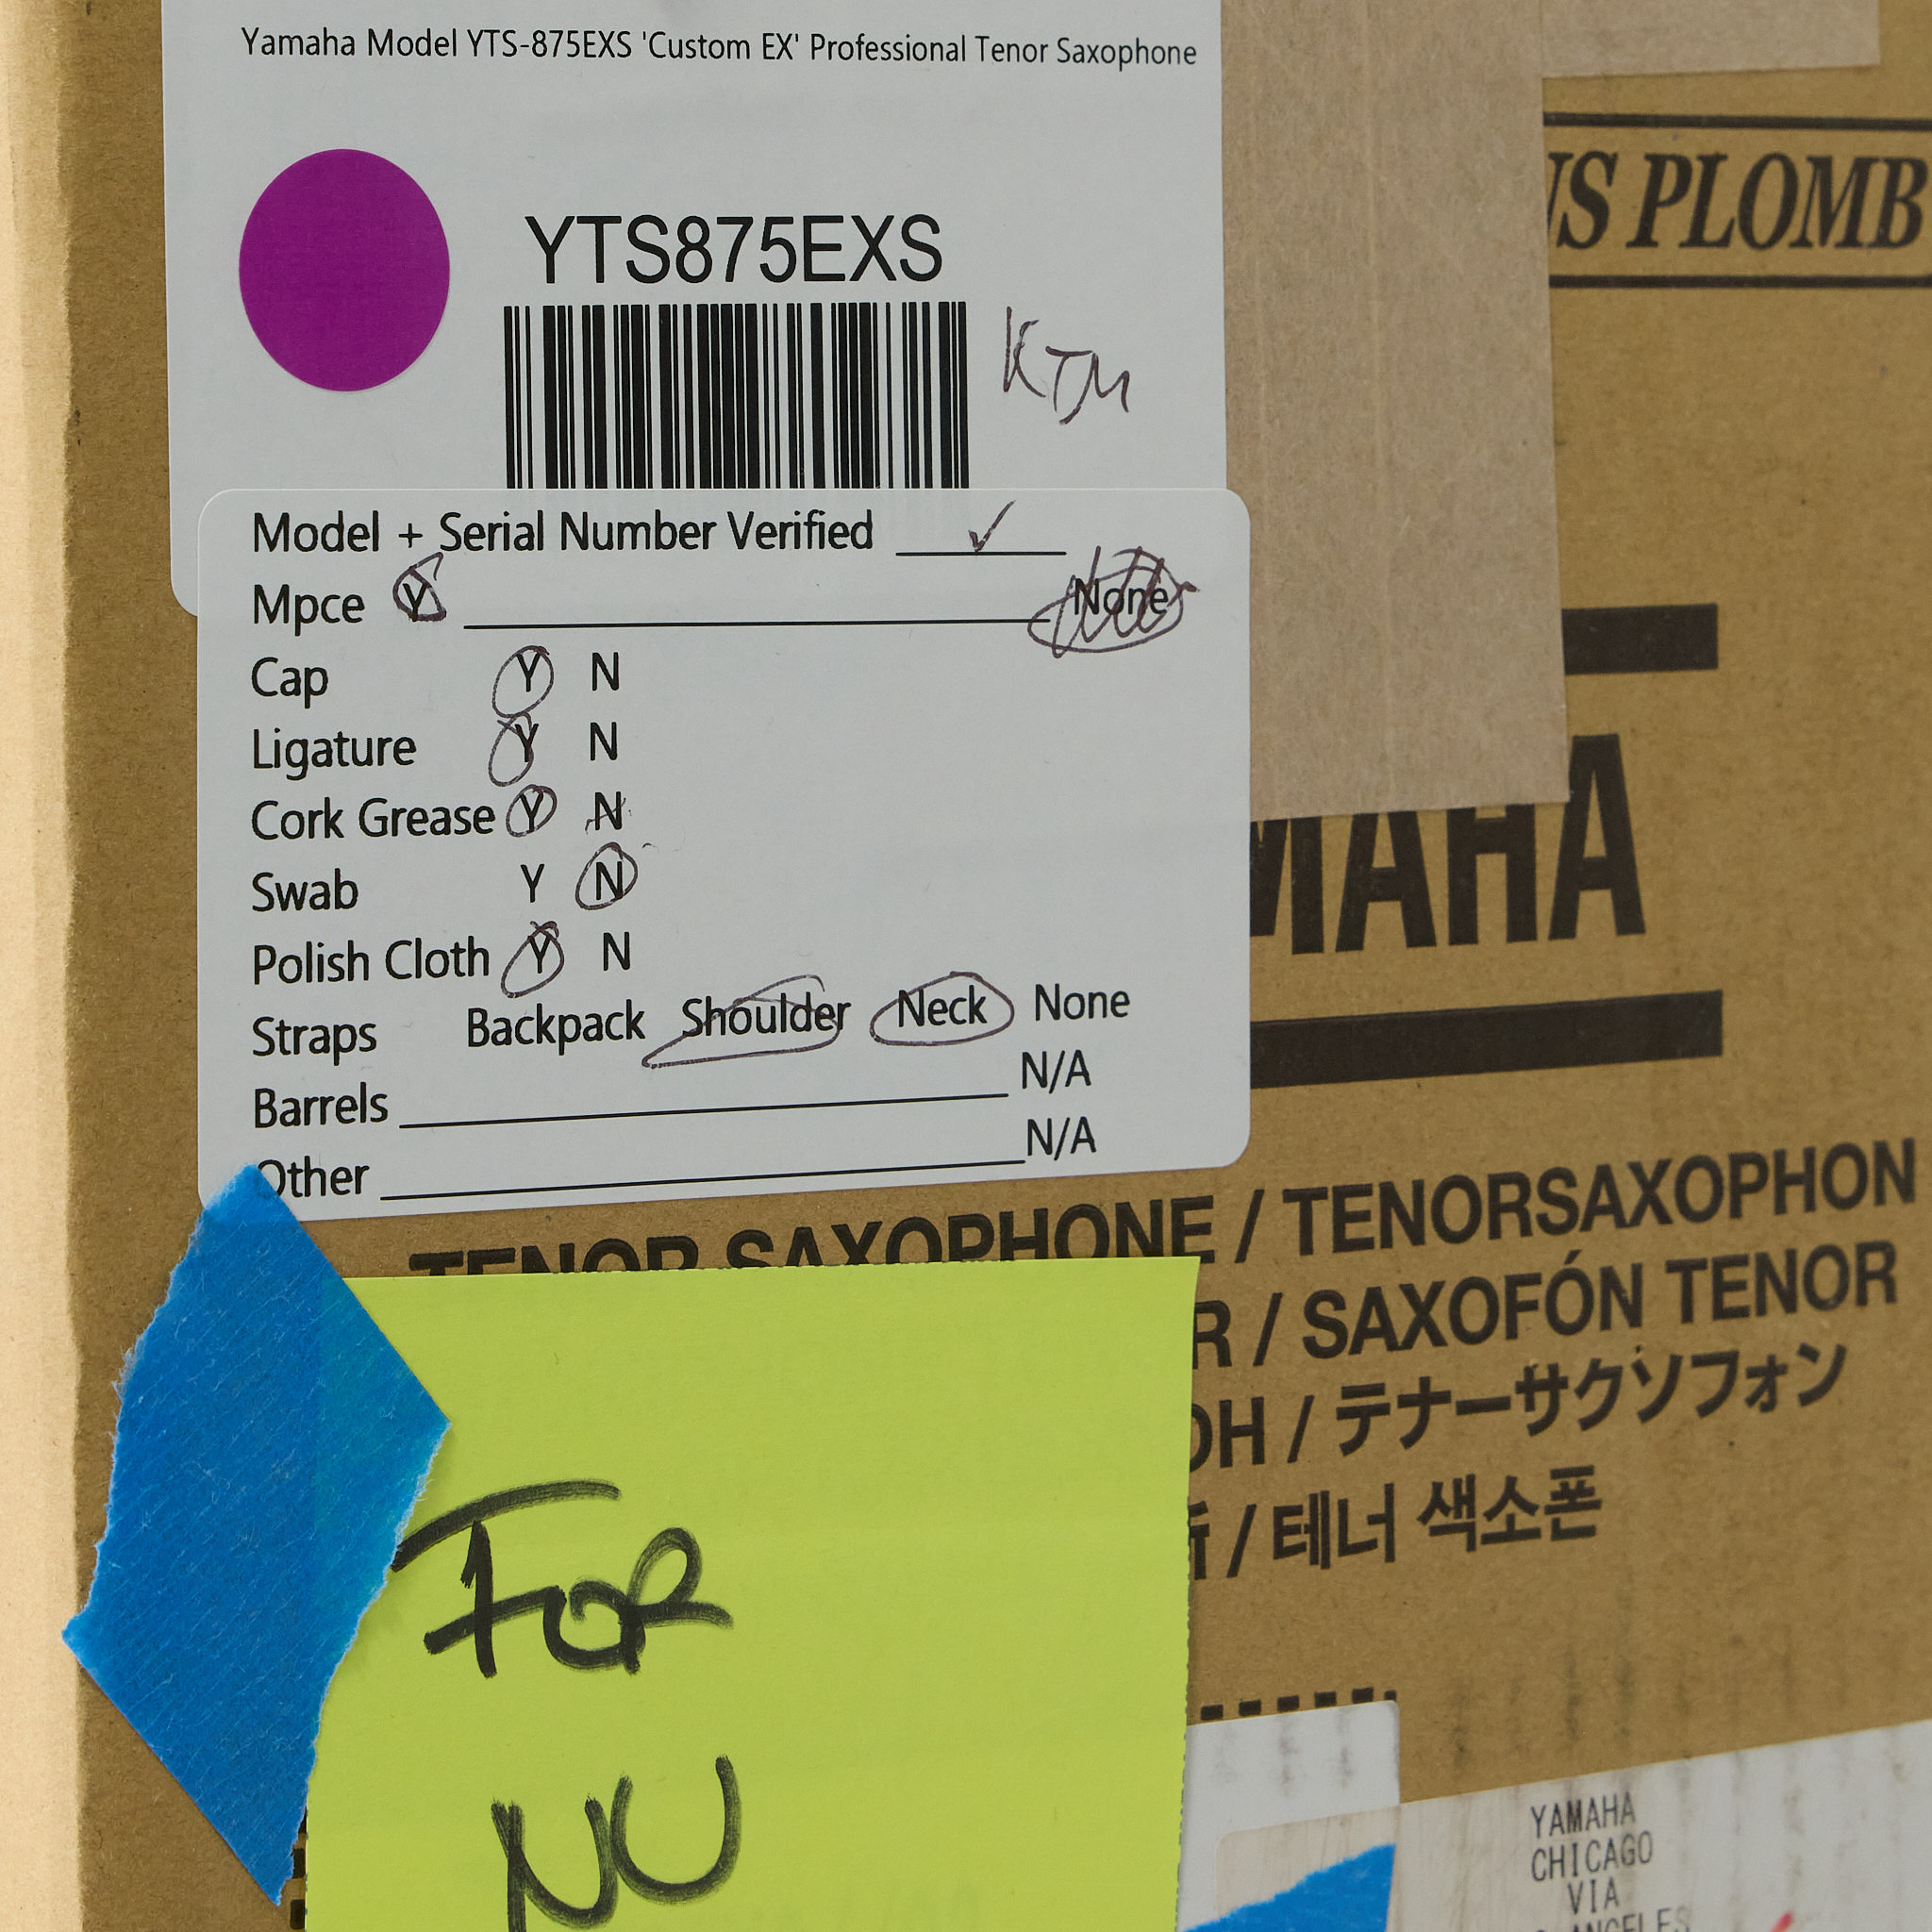 Yamaha Model YTS-875EXS 'Custom EX' Professional Tenor Saxophone
YTS875EXS
KTM
Model + Serial Number Verified ✓
Mpce Y None
Cap Y N
Ligature Y N
Cork Grease Y N
Swab Y N
Polish Cloth Y N
Straps Backpack Shoulder Neck None
Barrels N/A
Other N/A
PLOMB
MAHA
TENOR SAXOPHONE / TENORSAXOPHON
R / SAXOFÓN TENOR
OH / テナーサクソフォン
/ 테너 색소폰
FOR
NU
YAMAHA
CHICAGO
VIA
ANGELES